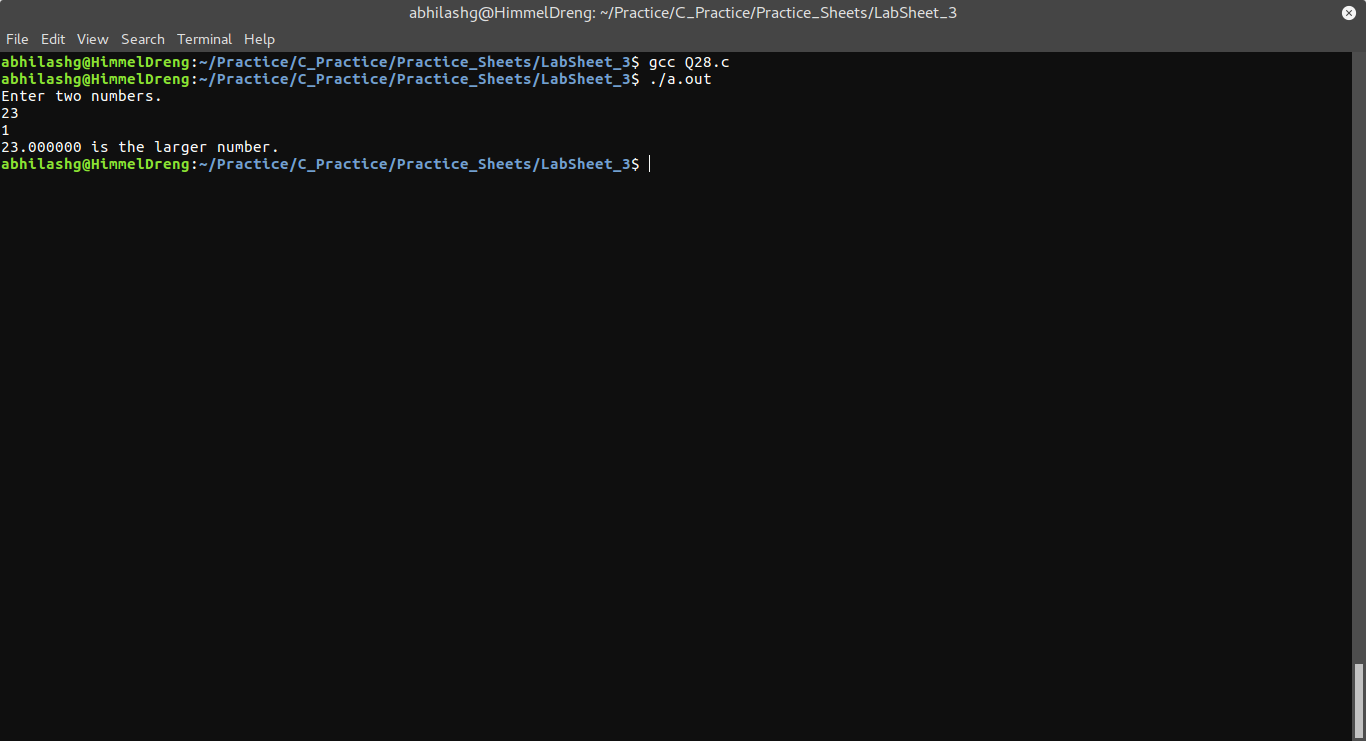 abhilashg@HimmelDreng: ~/Practice/C_Practice/Practice_Sheets/LabSheet_3
File Edit View Search Terminal Help
abhilashg@HimmelDreng:~/Practice/C_Practice/Practice_Sheets/LabSheet_3$ gcc Q28.c
abhilashg@HimmelDreng:~/Practice/C_Practice/Practice_Sheets/LabSheet_3$ ./a.out
Enter two numbers.
23
1
23.000000 is the larger number.
abhilashg@HimmelDreng:~/Practice/C_Practice/Practice_Sheets/LabSheet_3$